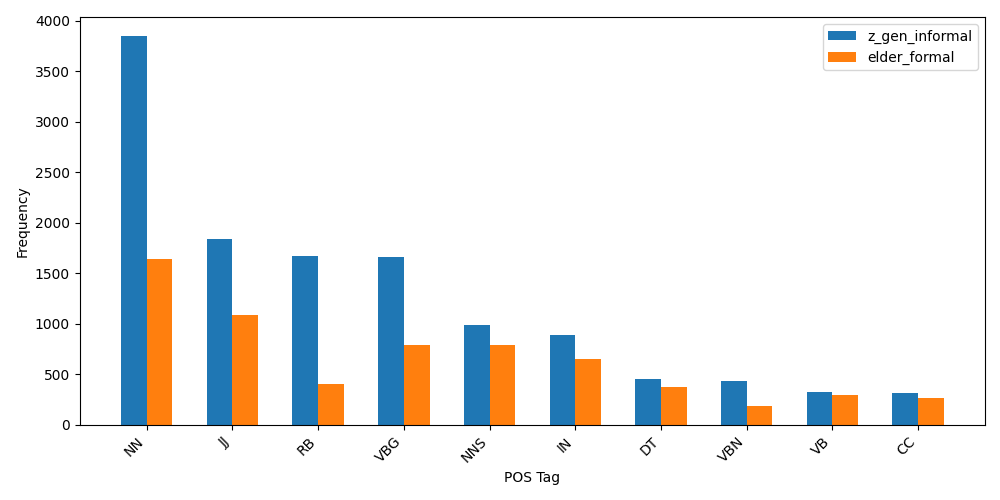 4000
3500
3000
2500
2000
1500
1000
500
0
Frequency
z_gen_informal
elder_formal
NN
JJ
RB
VBG
NNS
IN
DT
VBN
VB
CC
POS Tag